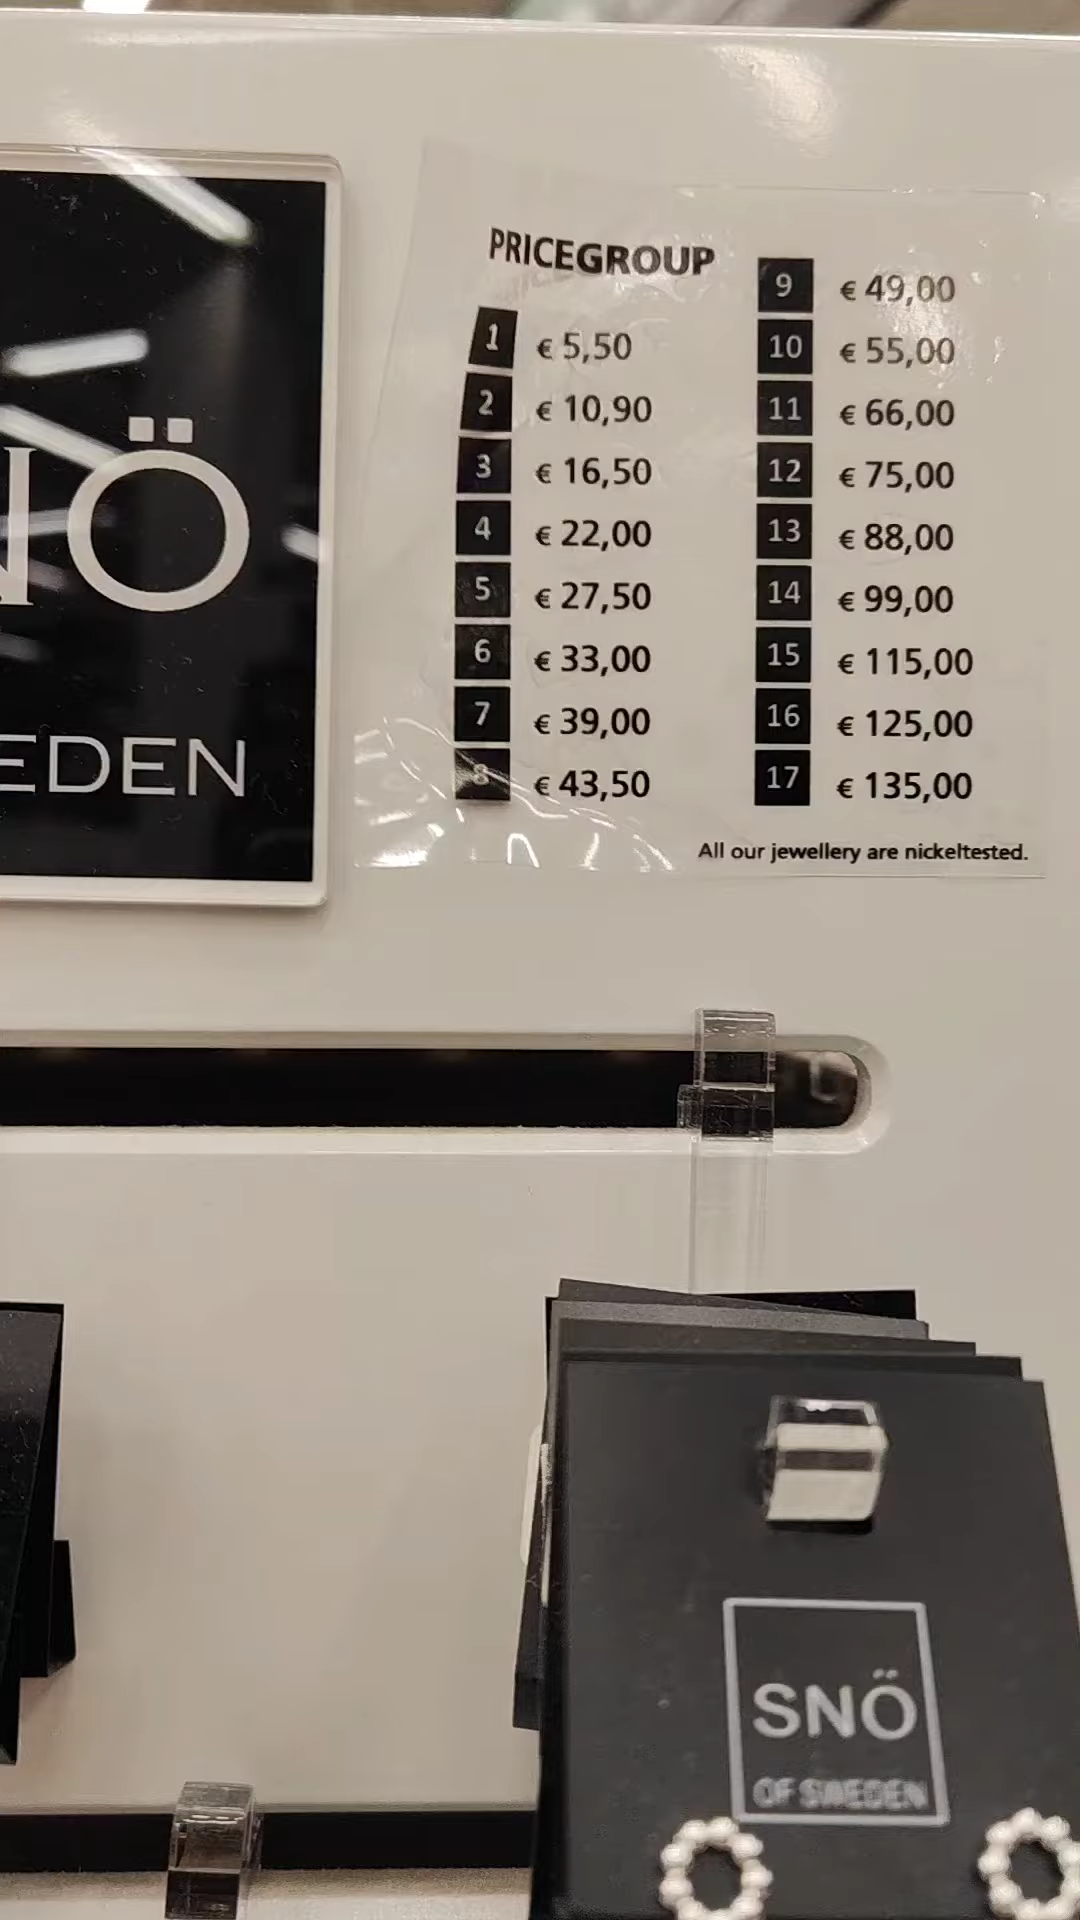 NÖ
EDEN
PRICEGROUP
1 € 5,50
2 € 10,90
3 € 16,50
4 € 22,00
5 € 27,50
6 € 33,00
7 € 39,00
8 € 43,50
9 € 49,00
10 € 55,00
11 € 66,00
12 € 75,00
13 € 88,00
14 € 99,00
15 € 115,00
16 € 125,00
17 € 135,00
All our jewellery are nickeltested.
SNÖ
OF SWEDEN